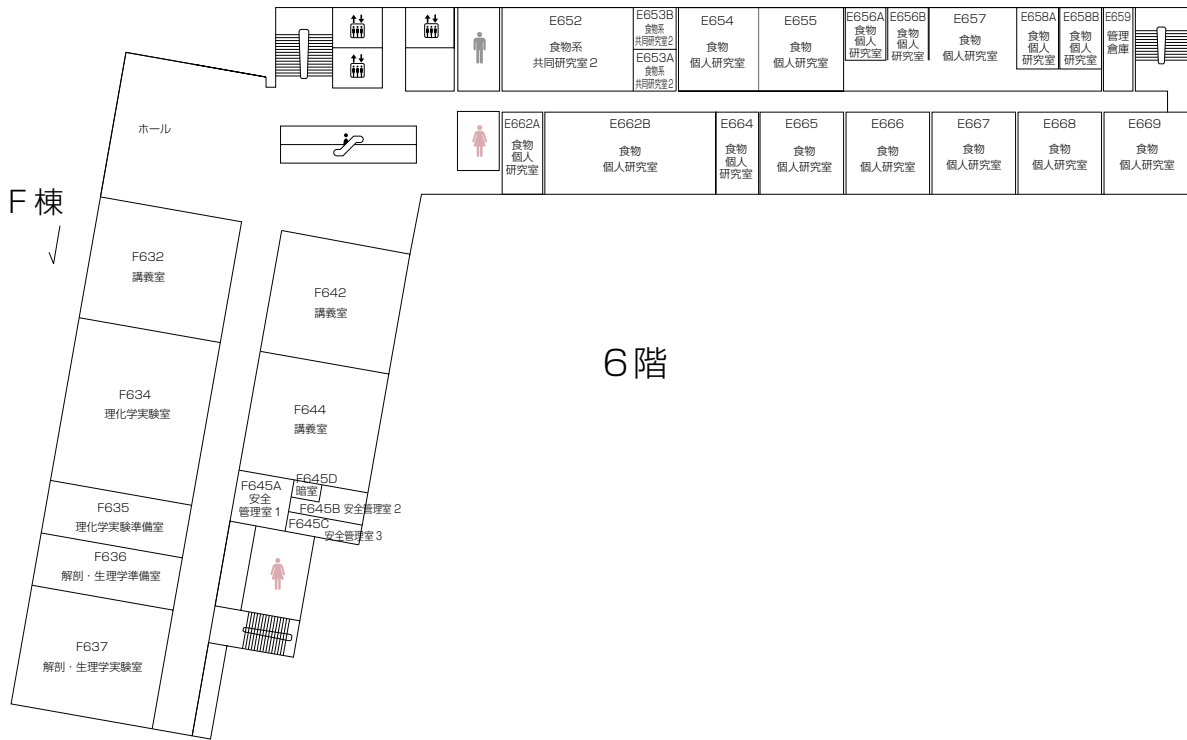 E652
食物系
共同研究室２
E653B
食物系
共同研究室2
E653A
食物系
共同研究室2
E654
食物
個人研究室
E655
食物
個人研究室
E656A
食物
個人
研究室
E656B
食物
個人
研究室
E657
食物
個人研究室
E658A
食物
個人
研究室
E658B
食物
個人
研究室
E659
管理
倉庫
ホール
E662A
食物
個人
研究室
E662B
食物
個人研究室
E664
食物
個人
研究室
E665
食物
個人研究室
E666
食物
個人研究室
E667
食物
個人研究室
E668
食物
個人研究室
E669
食物
個人研究室
F棟
F632
講義室
F642
講義室
6階
F634
理化学実験室
F644
講義室
F645A
安全
管理室1
F645D
暗室
F645B 安全管理室2
F645C
安全管理室3
F635
理化学実験準備室
F636
解剖・生理学準備室
F637
解剖・生理学実験室